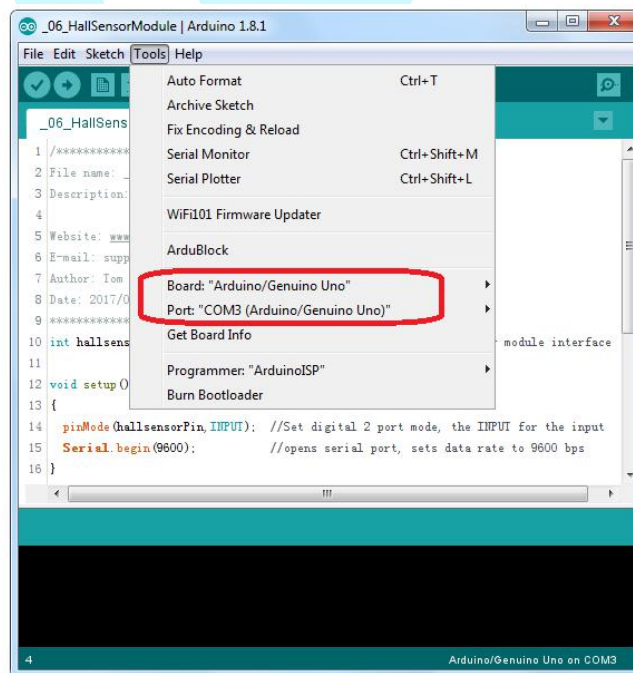 _06_HallSensorModule | Arduino 1.8.1
File Edit Sketch Tools Help
Auto Format Ctrl+T
Archive Sketch
Fix Encoding & Reload
Serial Monitor Ctrl+Shift+M
Serial Plotter Ctrl+Shift+L
WiFi101 Firmware Updater
ArduBlock
Board: "Arduino/Genuino Uno"
Port: "COM3 (Arduino/Genuino Uno)"
Get Board Info
Programmer: "ArduinoISP"
Burn Bootloader
_06_HallSens
1 /***********
2 File name: _
3 Description:
4
5 Website: www
6 E-mail: supp
7 Author: Tom
8 Date: 2017/0
9 ************
10 int hallsens module interface
11
12 void setup()
13 {
14 pinMode(hallsensorPin,INPUT); //Set digital 2 port mode, the INPUT for the input
15 Serial.begin(9600); //opens serial port, sets data rate to 9600 bps
16 }
4 Arduino/Genuino Uno on COM3